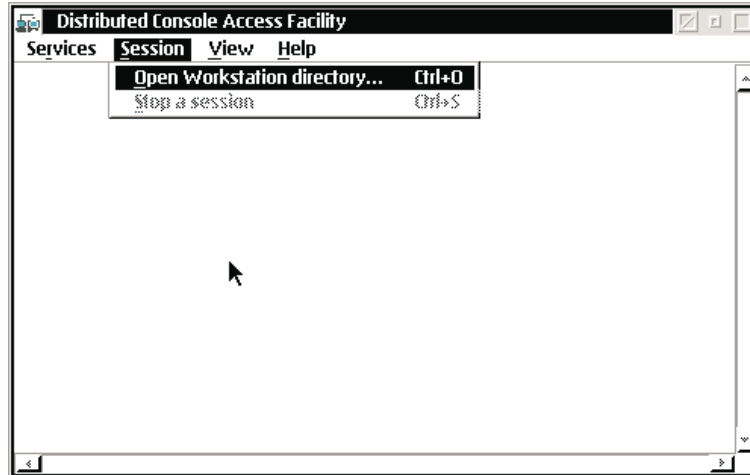 Distributed Console Access Facility
Services Session View Help
Open Workstation directory... Ctrl+O
Stop a session Ctrl+S